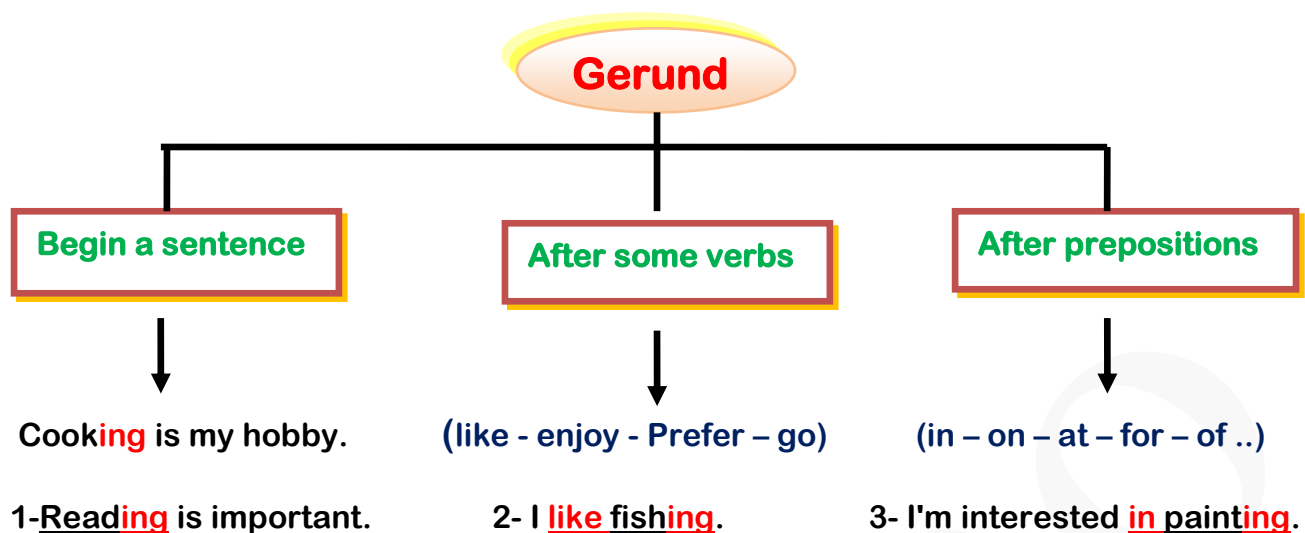 Gerund
Begin a sentence
After some verbs
After prepositions
Cooking is my hobby.
(like - enjoy - Prefer – go)
(in – on – at – for – of ..)
1-Reading is important.
2- I like fishing.
3- I'm interested in painting.